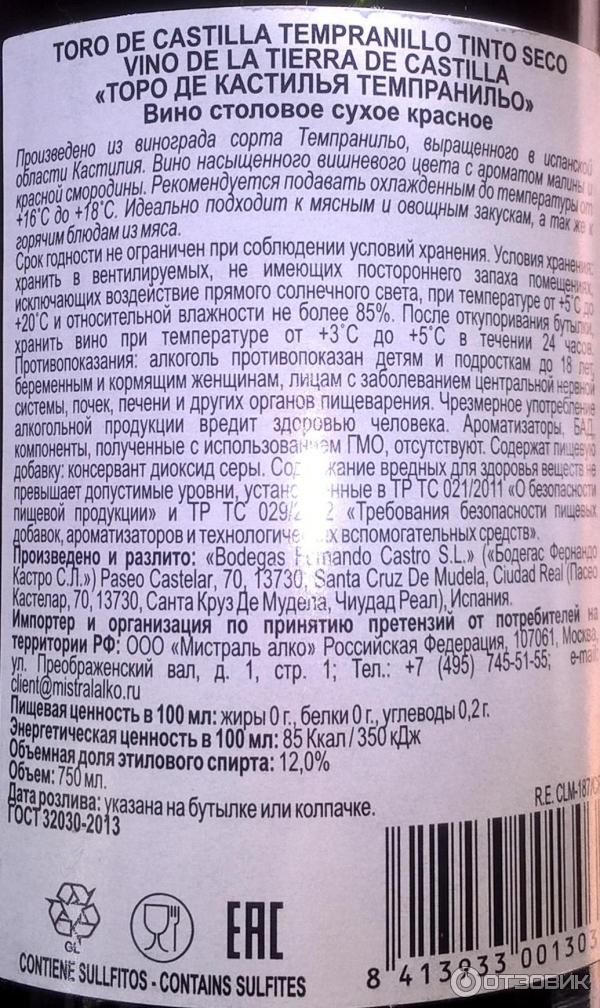 TORO DE CASTILLA TEMPRANILLO TINTO SECO
VINO DE LA TIERRA DE CASTILLA
«ТОРО ДЕ КАСТИЛЬЯ ТЕМПРАНИЛЬО»
Вино столовое сухое красное
Произведено из винограда сорта Темпранильо, выращенного в испанской
области Кастилия. Вино насыщенного вишневого цвета с ароматом малины и
красной смородины. Рекомендуется подавать охлажденным до температуры от
+16°С до +18°С. Идеально подходит к мясным и овощным закускам, а так же к
горячим блюдам из мяса.
Срок годности не ограничен при соблюдении условий хранения. Условия хранения:
хранить в вентилируемых, не имеющих постороннего запаха помещениях,
исключающих воздействие прямого солнечного света, при температуре от +5°С до
+20°С и относительной влажности не более 85%. После откупоривания бутылки,
хранить вино при температуре от +3°С до +5°С в течении 24 часов.
Противопоказания: алкоголь противопоказан детям и подросткам до 18 лет,
беременным и кормящим женщинам, лицам с заболеванием центральной нервной
системы, почек, печени и других органов пищеварения. Чрезмерное употребление
алкогольной продукции вредит здоровью человека. Ароматизаторы, БАД,
компоненты, полученные с использованием ГМО, отсутствуют. Содержат пищевую
добавку: консервант диоксид серы. Содержание вредных для здоровья веществ не
превышает допустимые уровни, установленные в ТР ТС 021/2011 «О безопасности
пищевой продукции» и ТР ТС 029/2012 «Требования безопасности пищевых
добавок, ароматизаторов и технологических вспомогательных средств».
Произведено и разлито: «Bodegas Fernando Castro S.L.» («Бодегас Фернандо
Кастро С.Л.») Paseo Castelar, 70, 13730, Santa Cruz De Mudela, Ciudad Real (Пасео
Кастелар, 70, 13730, Санта Круз Де Мудела, Чиудад Реал), Испания.
Импортер и организация по принятию претензий от потребителей на
территории РФ: ООО «Мистраль алко» Российская Федерация, 107061, Москва,
ул. Преображенский вал, д. 1, стр. 1; Тел.: +7 (495) 745-51-55; e-mail:
client@mistralalko.ru
Пищевая ценность в 100 мл: жиры 0 г., белки 0 г., углеводы 0,2 г.
Энергетическая ценность в 100 мл: 85 Ккал / 350 кДж
Объемная доля этилового спирта: 12,0%
Объем: 750 мл.
Дата розлива: указана на бутылке или колпачке.
ГОСТ 32030-2013
R.E. CLM-187/C
GL
EAC
CONTIENE SULLFITOS - CONTAINS SULFITES
8 413933 001303
ОТЗОВИК